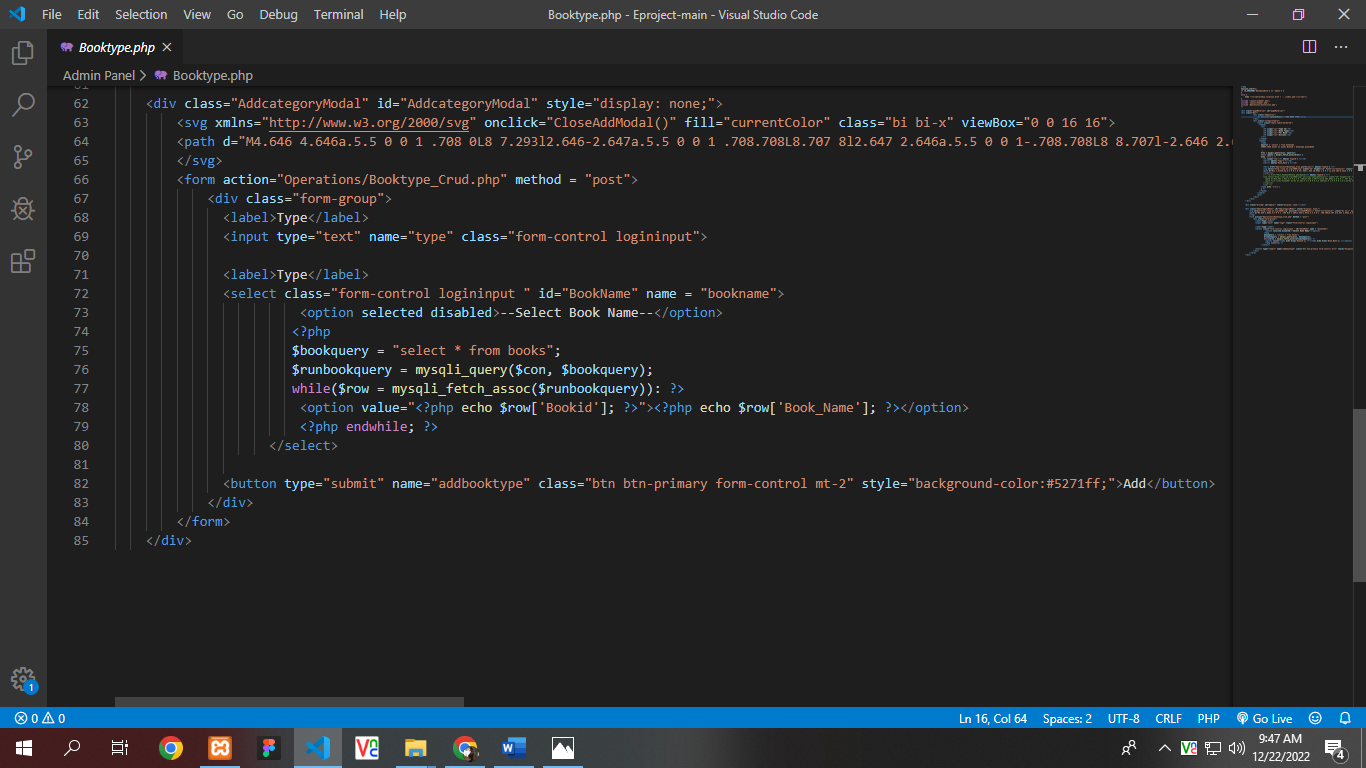 File Edit Selection View Go Debug Terminal Help Booktype.php - Eproject-main - Visual Studio Code
Booktype.php
Admin Panel > Booktype.php
62 <div class="AddcategoryModal" id="AddcategoryModal" style="display: none;">
63 <svg xmlns="http://www.w3.org/2000/svg" onclick="CloseAddModal()" fill="currentColor" class="bi bi-x" viewBox="0 0 16 16">
64 <path d="M4.646 4.646a.5.5 0 0 1 .708 0L8 7.293l2.646-2.647a.5.5 0 0 1 .708.708L8.707 8l2.647 2.646a.5.5 0 0 1-.708.708L8 8.707l-2.646 2.
65 </svg>
66 <form action="Operations/Booktype_Crud.php" method = "post">
67 <div class="form-group">
68 <label>Type</label>
69 <input type="text" name="type" class="form-control logininput">
70
71 <label>Type</label>
72 <select class="form-control logininput " id="BookName" name = "bookname">
73 <option selected disabled>--Select Book Name--</option>
74 <?php
75 $bookquery = "select * from books";
76 $runbookquery = mysqli_query($con, $bookquery);
77 while($row = mysqli_fetch_assoc($runbookquery)): ?>
78 <option value="<?php echo $row['Bookid']; ?>"><?php echo $row['Book_Name']; ?></option>
79 <?php endwhile; ?>
80 </select>
81
82 <button type="submit" name="addbooktype" class="btn btn-primary form-control mt-2" style="background-color:#5271ff;">Add</button>
83 </div>
84 </form>
85 </div>
1
0 0 Ln 16, Col 64 Spaces: 2 UTF-8 CRLF PHP Go Live
9:47 AM
12/22/2022
4